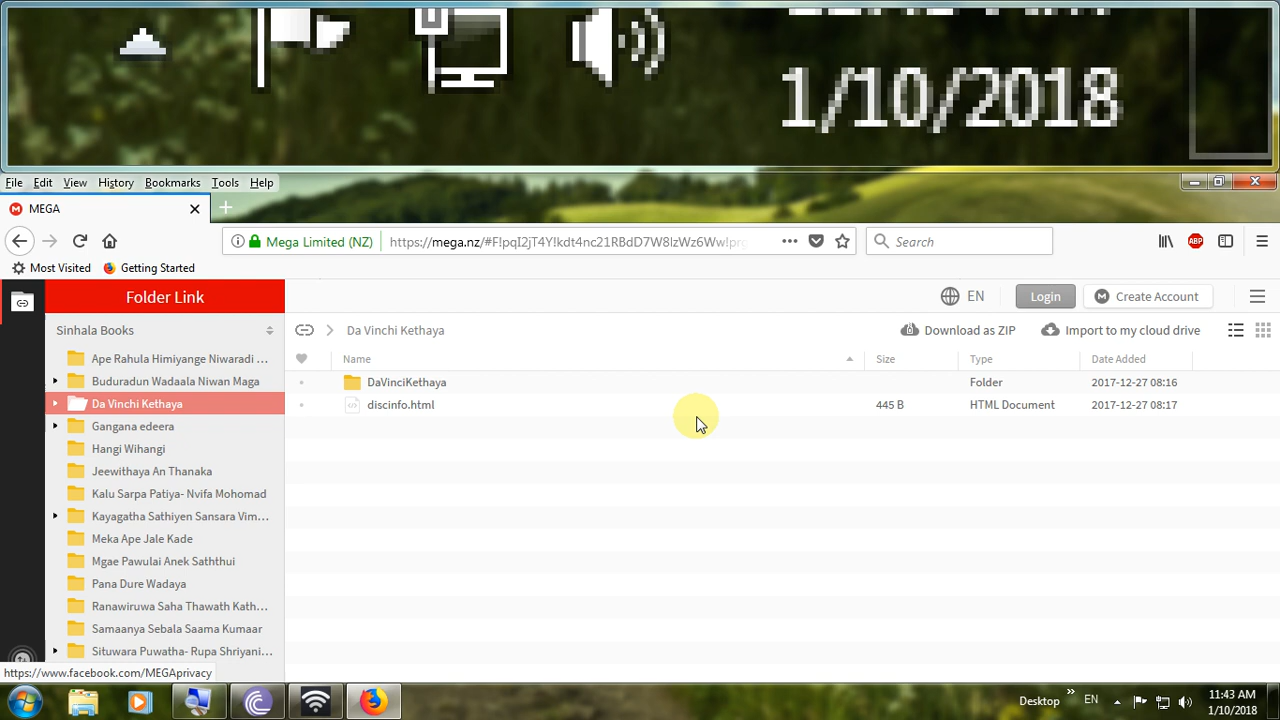 1/10/2018
File Edit View History Bookmarks Tools Help
MEGA
Mega Limited (NZ) https://mega.nz/#F!pqI2jT4Y!kdt4nc21RBdD7W8lzWz6Ww!prg
Search
Most Visited Getting Started
Folder Link
EN Login Create Account
Sinhala Books
Da Vinchi Kethaya Download as ZIP Import to my cloud drive
Name Size Type Date Added
Ape Rahula Himiyange Niwaradi ...
Buduradun Wadaala Niwan Maga
DaVinciKethaya Folder 2017-12-27 08:16
Da Vinchi Kethaya
discinfo.html 445 B HTML Document 2017-12-27 08:17
Gangana edeera
Hangi Wihangi
Jeewithaya An Thanaka
Kalu Sarpa Patiya- Nvifa Mohomad
Kayagatha Sathiyen Sansara Vim...
Meka Ape Jale Kade
Mgae Pawulai Anek Saththui
Pana Dure Wadaya
Ranawiruwa Saha Thawath Kath...
Samaanya Sebala Saama Kumaar
Situwara Puwatha- Rupa Shriyani...
https://www.facebook.com/MEGAprivacy
Desktop » EN 11:43 AM
1/10/2018